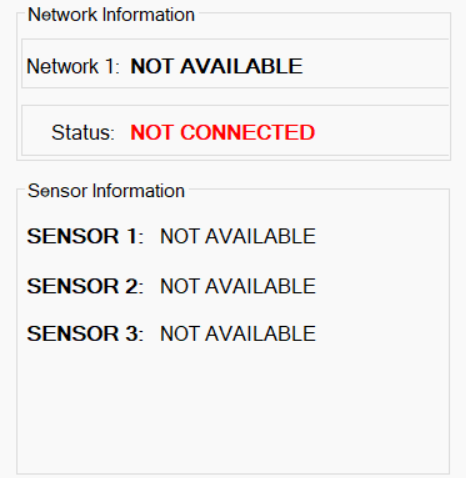 Network Information
Network 1: NOT AVAILABLE
Status: NOT CONNECTED
Sensor Information
SENSOR 1: NOT AVAILABLE
SENSOR 2: NOT AVAILABLE
SENSOR 3: NOT AVAILABLE